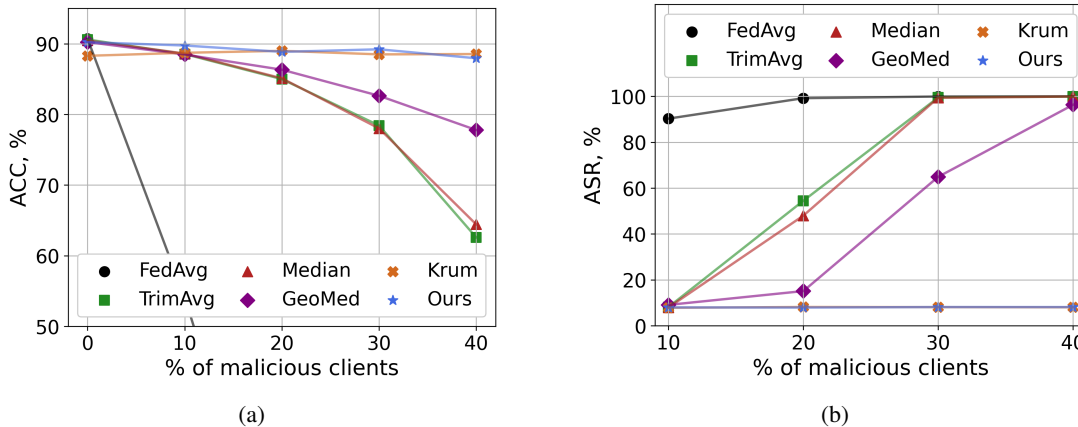 90
80
70
60
50
ACC, %
FedAvg Median Krum
TrimAvg GeoMed Ours
0 10 20 30 40
% of malicious clients
(a)
FedAvg Median Krum
TrimAvg GeoMed Ours
100
80
60
40
20
0
ASR, %
10 20 30 40
% of malicious clients
(b)